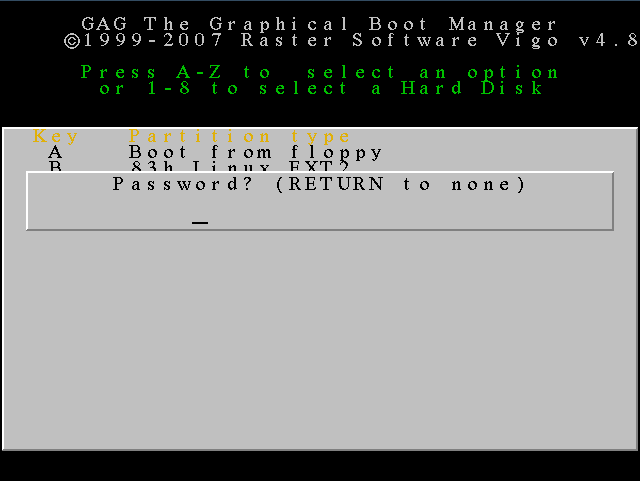 GAG The Graphical Boot Manager
©1999-2007 Raster Software Vigo v4.8
Press A-Z to select an option
or 1-8 to select a Hard Disk
Key Partition type
A Boot from floppy
B 83h Linux EXT2
Password? (RETURN to none)